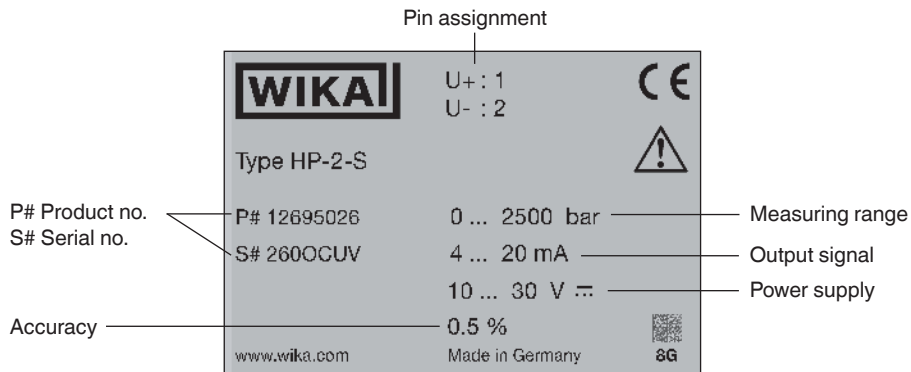 Pin assignment
WIKA
U+ : 1
U- : 2
CE
Type HP-2-S
P# Product no.
S# Serial no.
P# 12695026
0 ... 2500 bar
Measuring range
S# 260OCUV
4 ... 20 mA
Output signal
10 ... 30 V
Power supply
Accuracy
0.5 %
www.wika.com
Made in Germany
8G